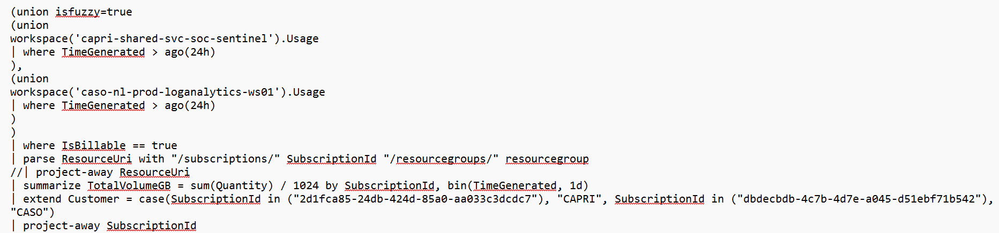 (union isfuzzy=true
(union
workspace('capri-shared-svc-soc-sentinel').Usage
| where TimeGenerated > ago(24h)
),
(union
workspace('caso-nl-prod-loganalytics-ws01').Usage
| where TimeGenerated > ago(24h)
)
)
| where IsBillable == true
| parse ResourceUri with "/subscriptions/" SubscriptionId "/resourcegroups/" resourcegroup
//| project-away ResourceUri
| summarize TotalVolumeGB = sum(Quantity) / 1024 by SubscriptionId, bin(TimeGenerated, 1d)
| extend Customer = case(SubscriptionId in ("2d1fca85-24db-424d-85a0-aa033c3dcdc7"), "CAPRI", SubscriptionId in ("dbdecbdb-4c7b-4d7e-a045-d51ebf71b542"),
"CASO")
| project-away SubscriptionId